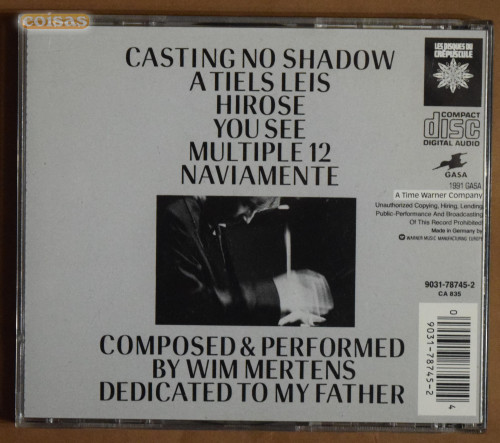 coisas
CASTING NO SHADOW
A TIELS LEIS
HIROSE
YOU SEE
MULTIPLE 12
NAVIAMENTE
COMPOSED & PERFORMED
BY WIM MERTENS
DEDICATED TO MY FATHER
LES DISQUES DU
CRÉPUSCULE
COMPACT
disc
DIGITAL AUDIO
GASA
1991 GASA
A Time Warner Company
Unauthorized Copying, Hiring, Lending
Public-Performance And Broadcasting
Of This Record Prohibited
Made in Germany by
WARNER MUSIC MANUFACTURING EUROPE
9031-78745-2
CA 835
0
9031-78745-2
4